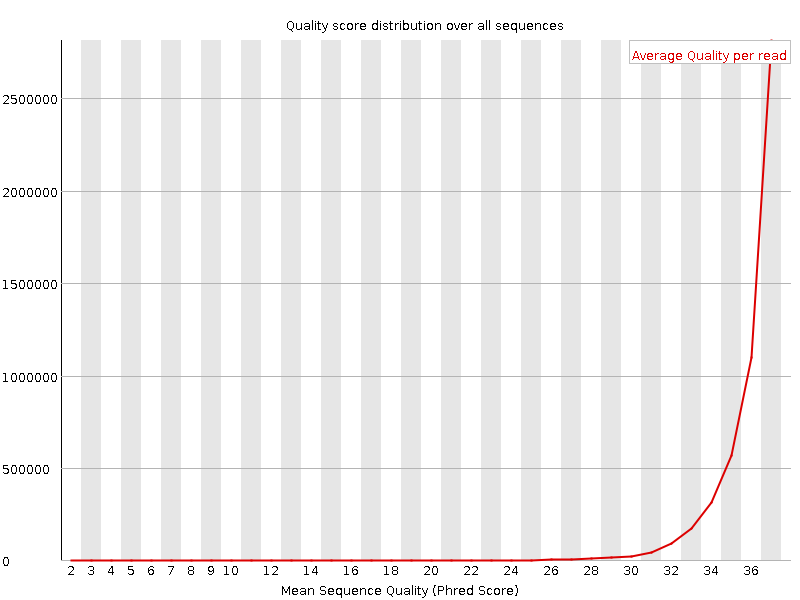 Quality score distribution over all sequences
Average Quality per read
2500000
2000000
1500000
1000000
500000
0
2 3 4 5 6 7 8 9 10 12 14 16 18 20 22 24 26 28 30 32 34 36
Mean Sequence Quality (Phred Score)